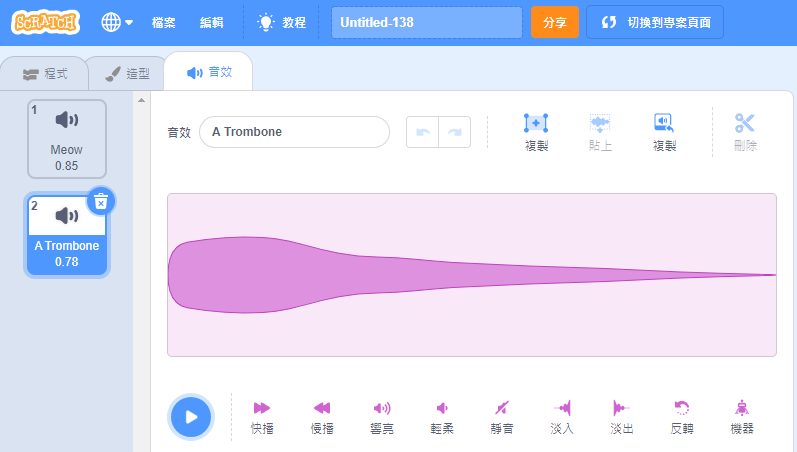 SCRATCH
檔案
編輯
教程
Untitled-138
分享
切換到專案頁面
程式
造型
音效
1
Meow
0.85
2
A Trombone
0.78
音效
A Trombone
複製
貼上
複製
刪除
快播
慢播
響亮
輕柔
靜音
淡入
淡出
反轉
機器